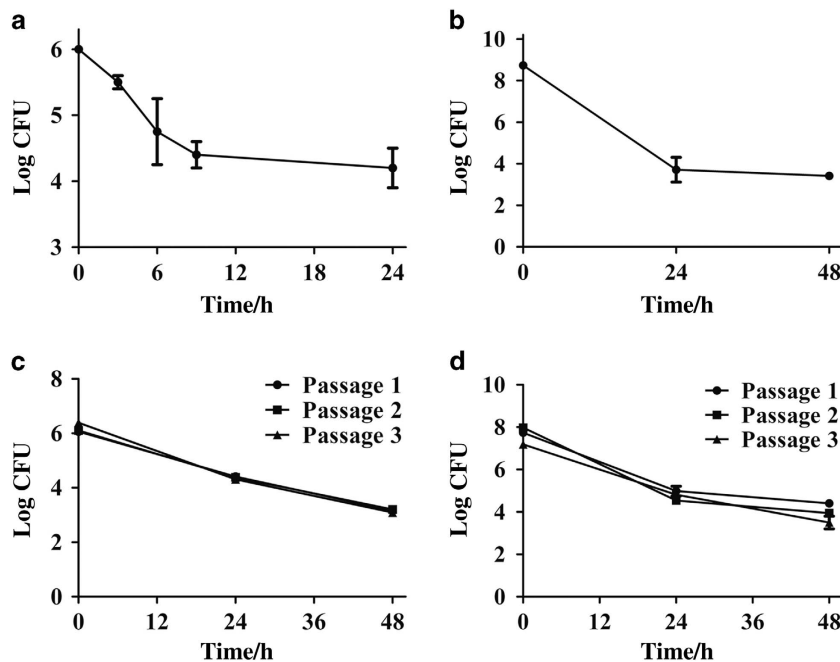 a
6
5
4
3
Log CFU
0 6 12 18 24
Time/h
b
10
8
6
4
2
0
Log CFU
0 24 48
Time/h
c
8
6
4
2
0
Log CFU
Passage 1
Passage 2
Passage 3
0 12 24 36 48
Time/h
d
10
8
6
4
2
0
Log CFU
Passage 1
Passage 2
Passage 3
0 12 24 36 48
Time/h